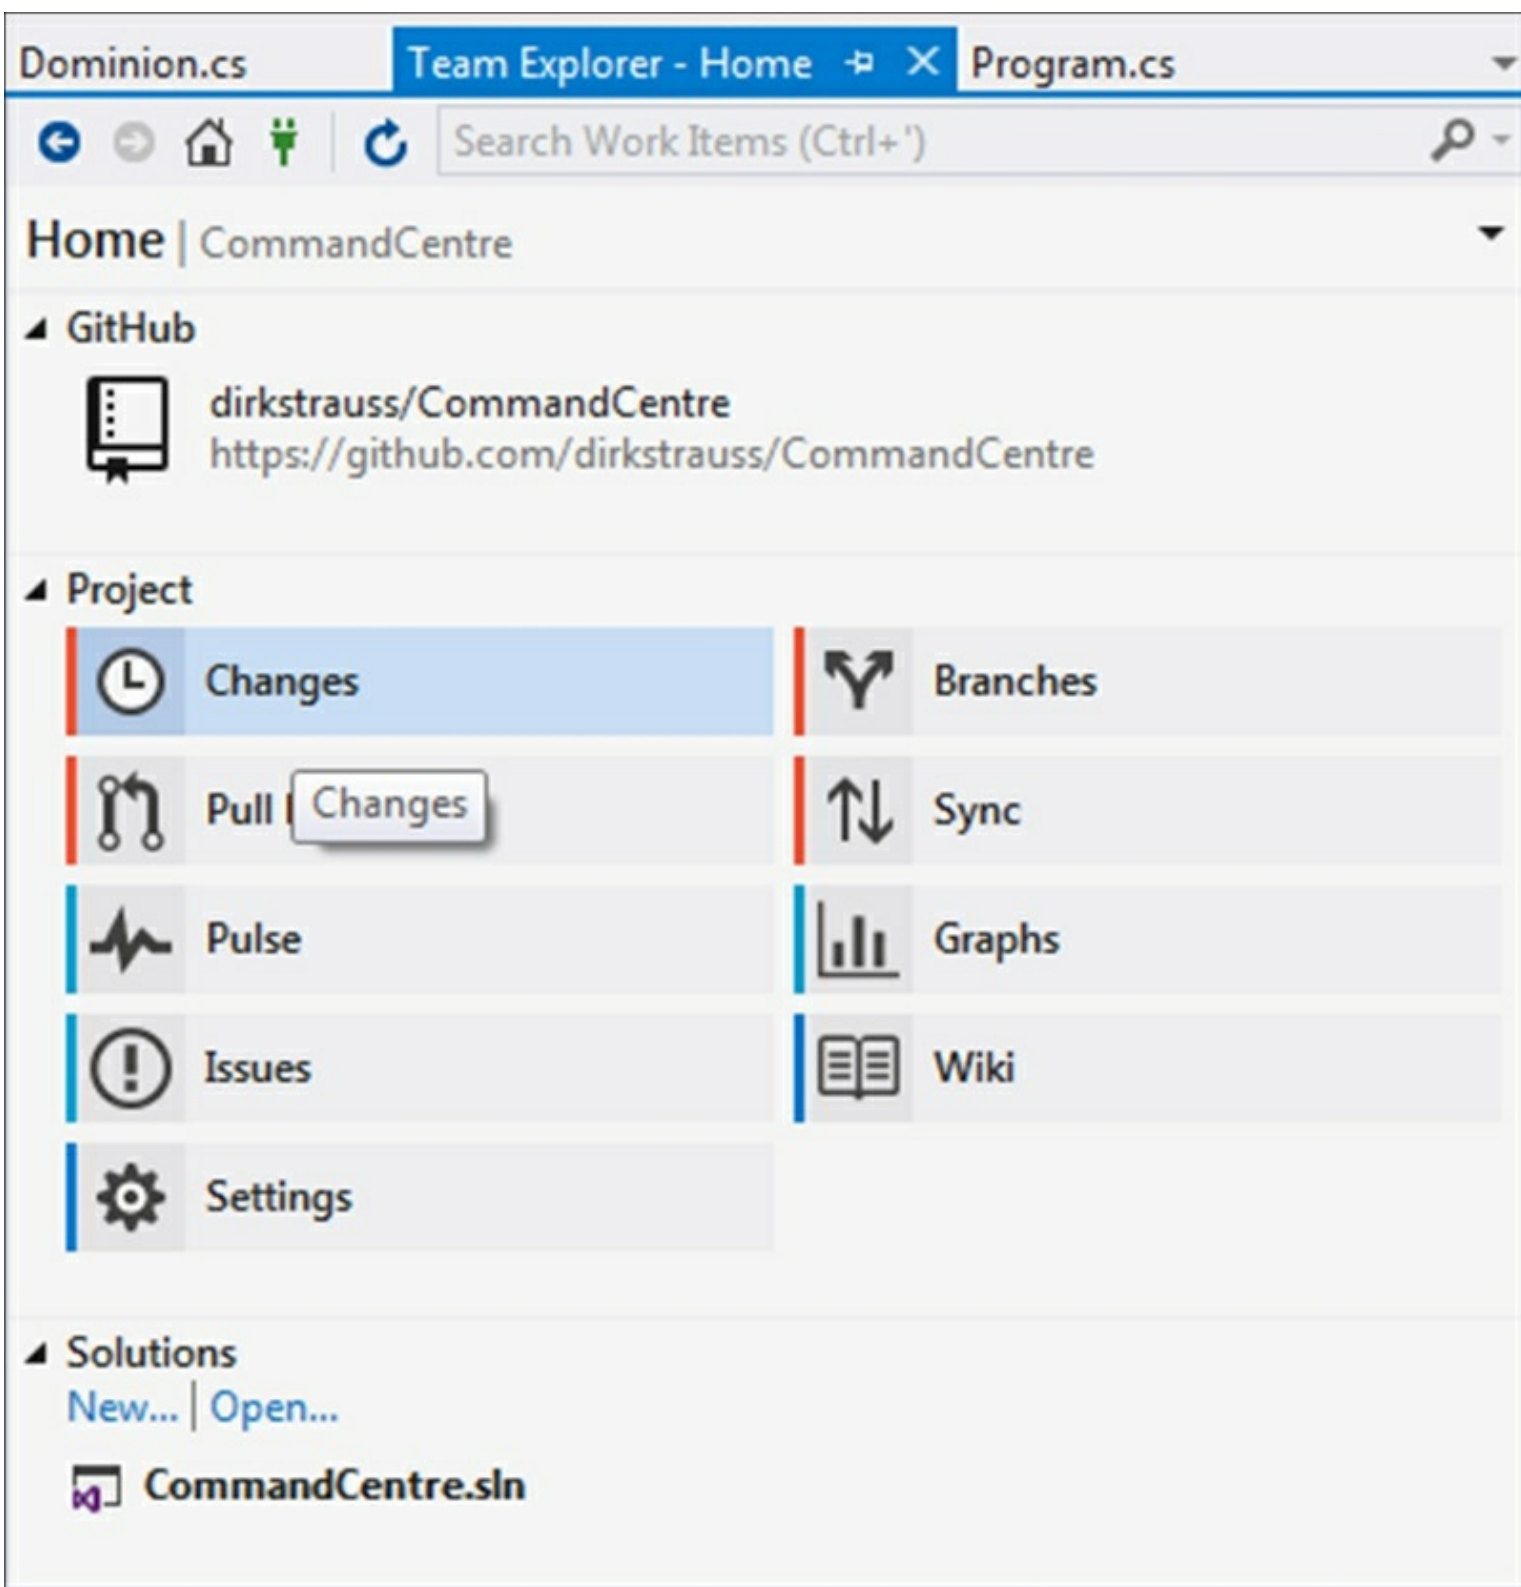 Dominion.cs Team Explorer - Home Program.cs
Search Work Items (Ctrl+')
Home | CommandCentre
GitHub
dirkstrauss/CommandCentre
https://github.com/dirkstrauss/CommandCentre
Project
Changes Branches
Pull Changes Sync
Pulse Graphs
Issues Wiki
Settings
Solutions
New... | Open...
CommandCentre.sln